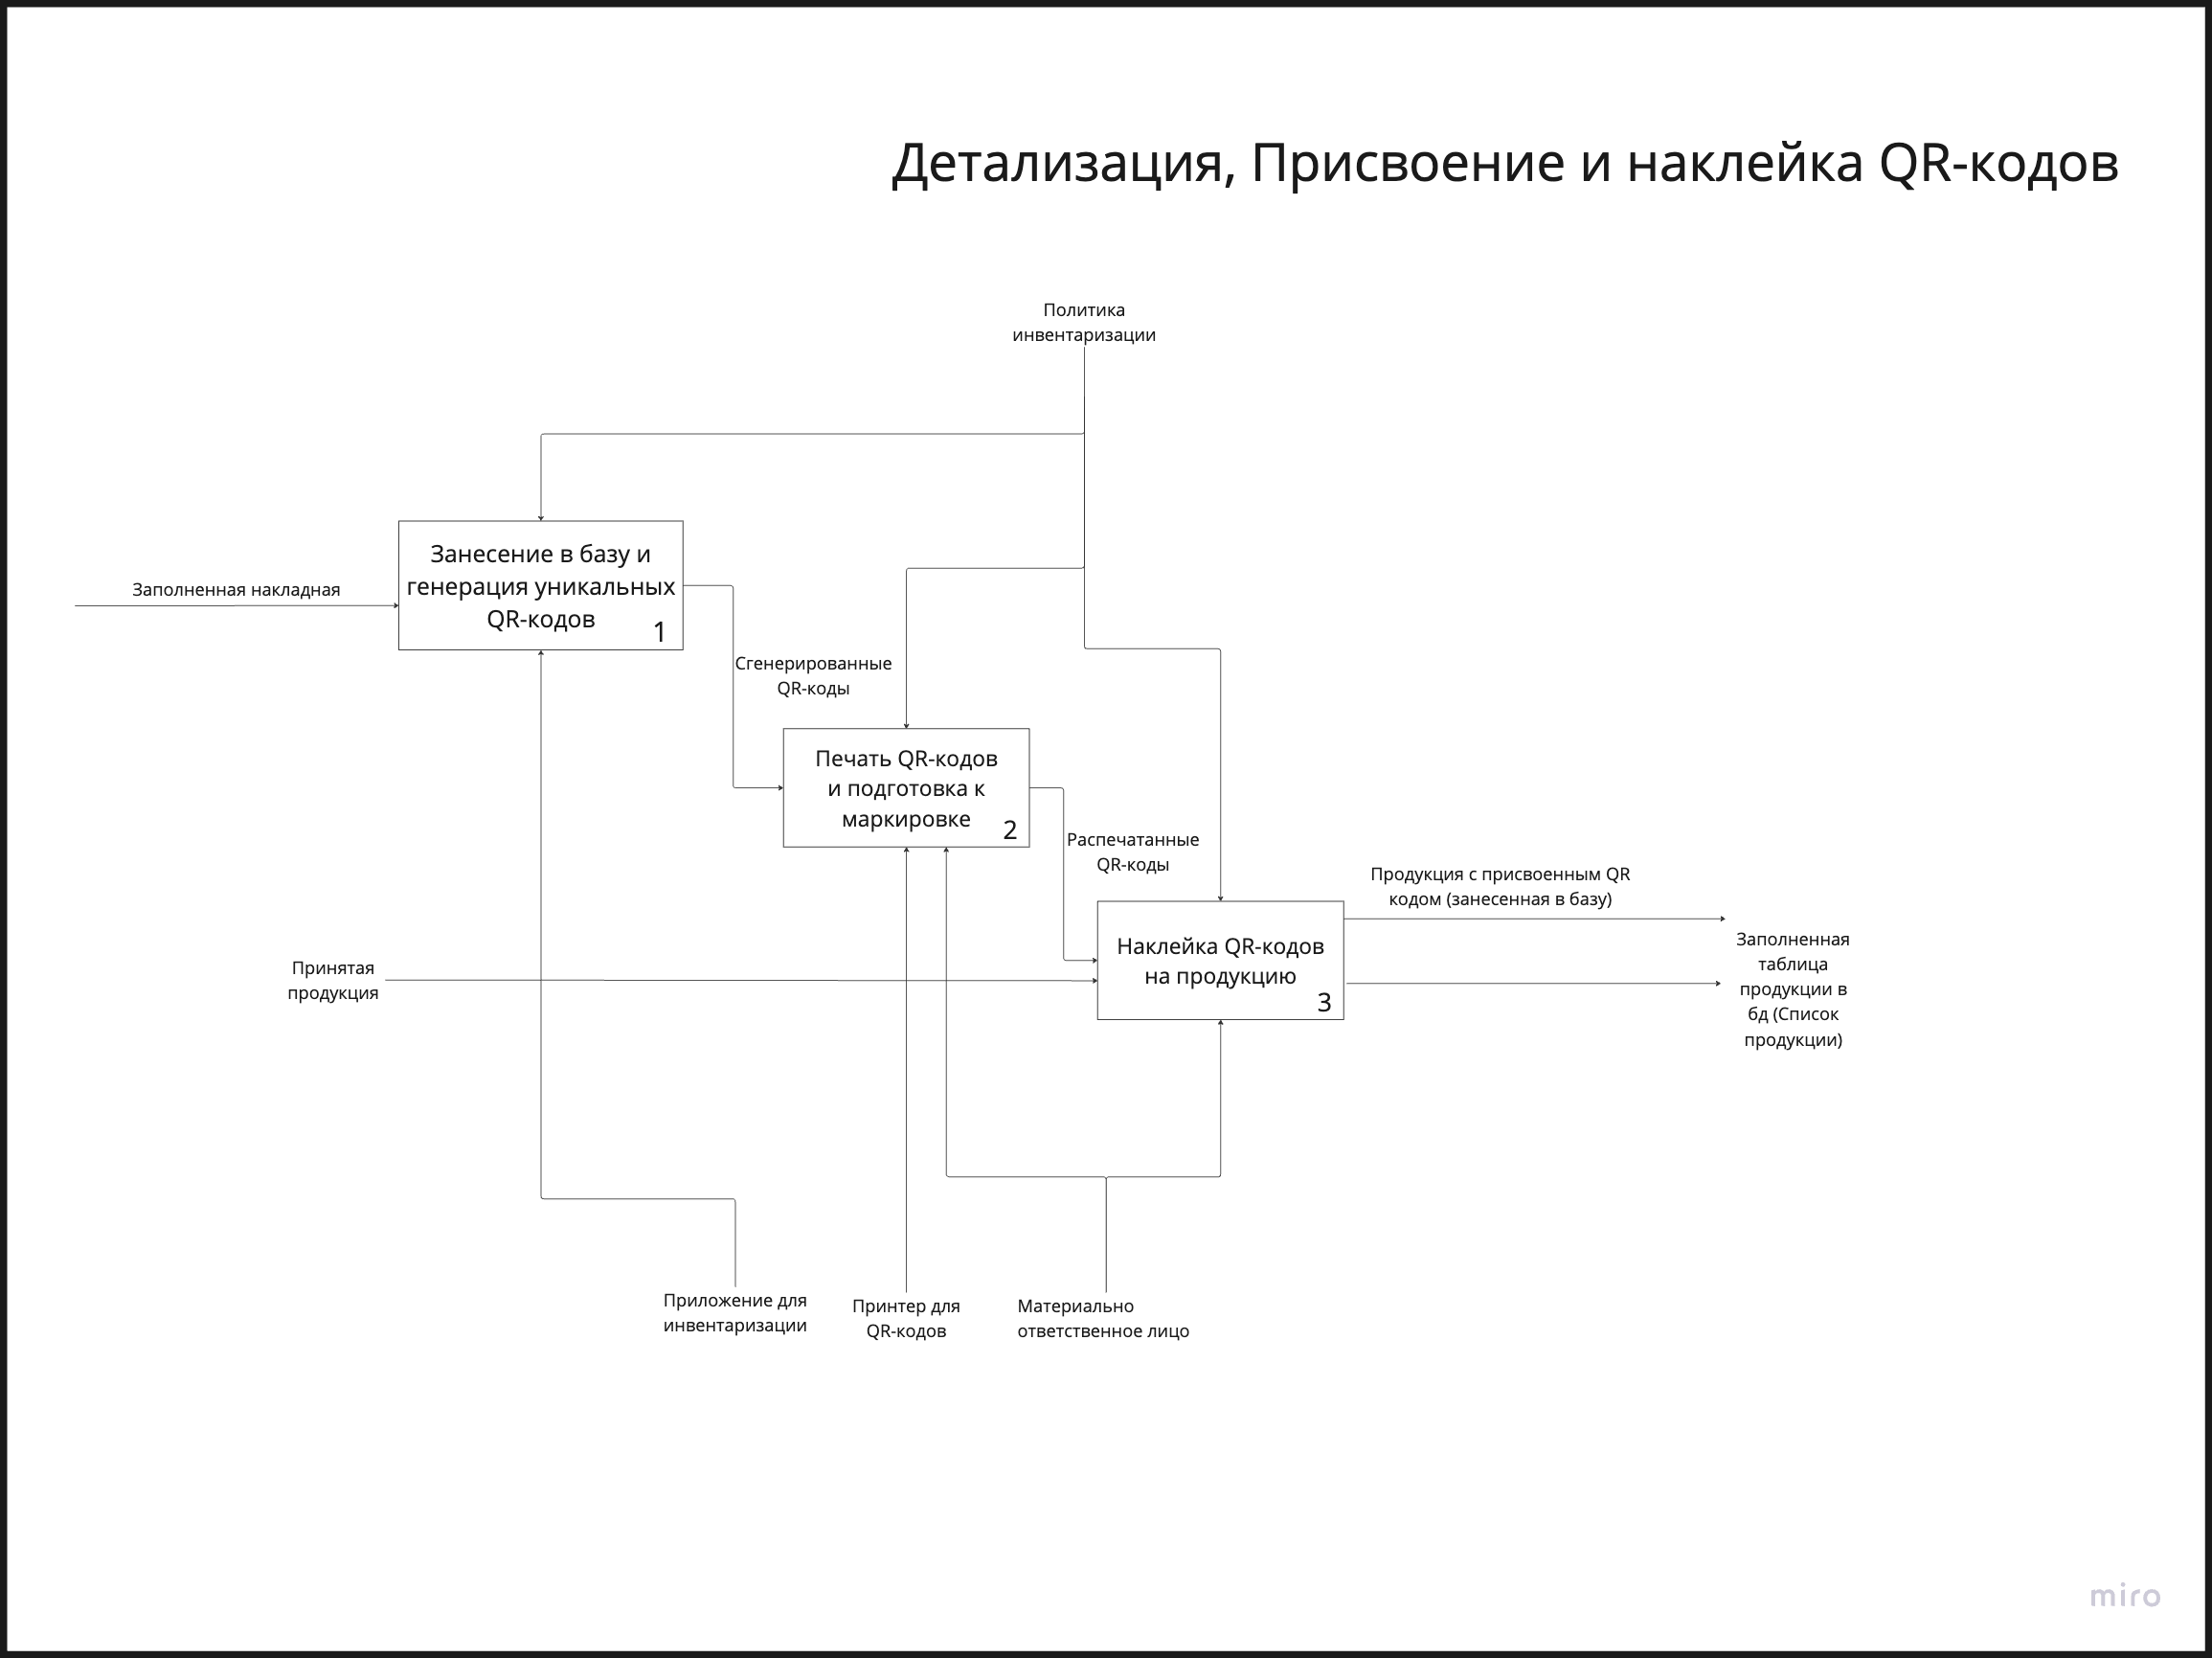 Детализация, Присвоение и наклейка QR-кодов
Политика
инвентаризации
Занесение в базу и
генерация уникальных
QR-кодов
1
Заполненная накладная
Сгенерированные
QR-коды
Печать QR-кодов
и подготовка к
маркировке
2
Распечатанные
QR-коды
Продукция с присвоенным QR
кодом (занесенная в базу)
Наклейка QR-кодов
на продукцию
3
Заполненная
таблица
продукции в
бд (Список
продукции)
Принятая
продукция
Приложение для
инвентаризации
Принтер для
QR-кодов
Материально
ответственное лицо
miro